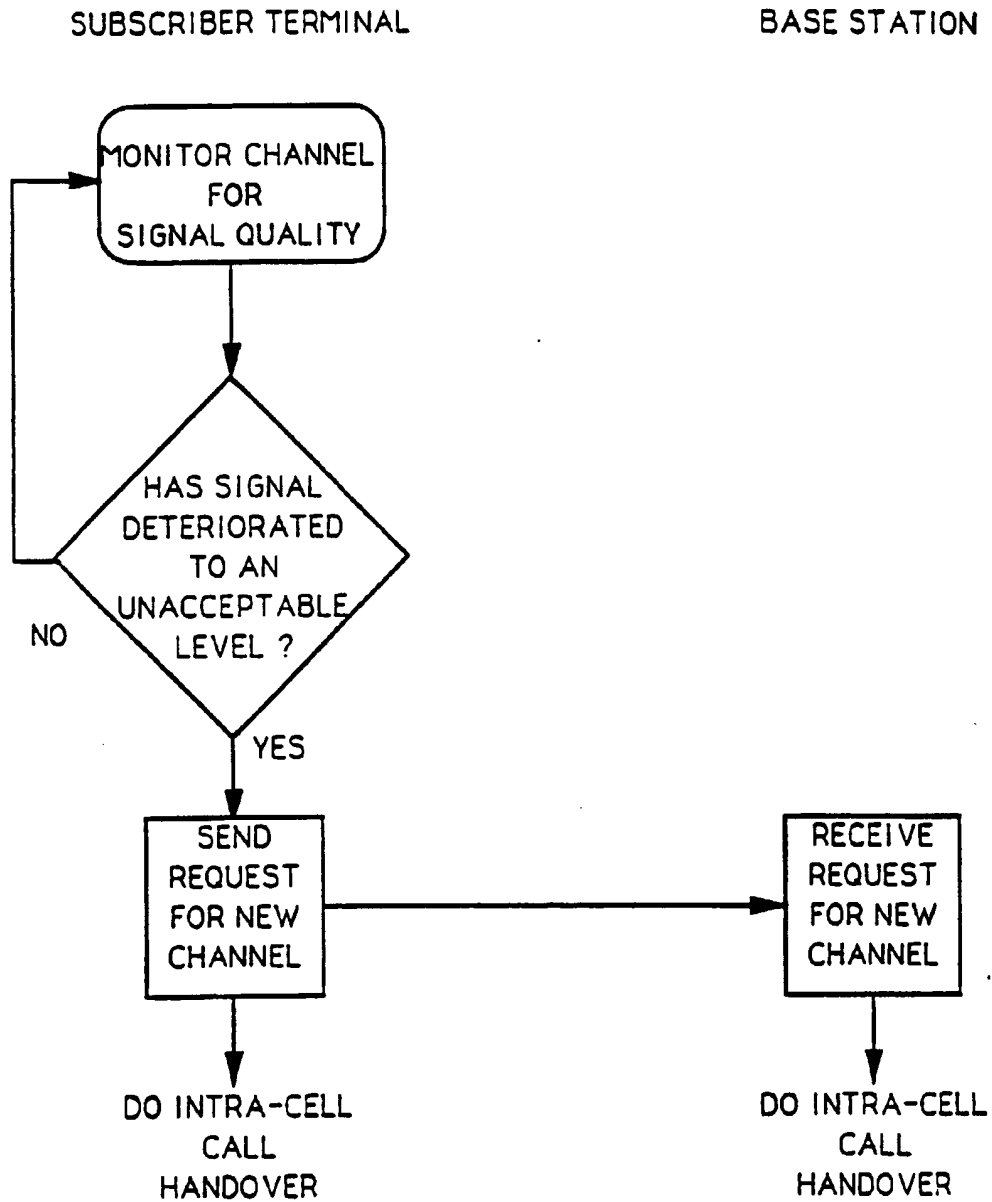 SUBSCRIBER TERMINAL
BASE STATION
MONITOR CHANNEL
FOR
SIGNAL QUALITY
HAS SIGNAL
DETERIORATED
TO AN
UNACCEPTABLE
LEVEL ?
NO
YES
SEND
REQUEST
FOR NEW
CHANNEL
RECEIVE
REQUEST
FOR NEW
CHANNEL
DO INTRA-CELL
CALL
HANDOVER
DO INTRA-CELL
CALL
HANDOVER